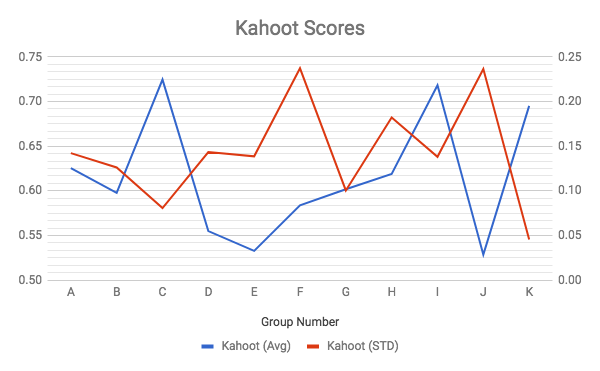 Kahoot Scores
0.75 0.25
0.70 0.20
0.65 0.15
0.60 0.10
0.55 0.05
0.50 0.00
A B C D E F G H I J K
Group Number
Kahoot (Avg) Kahoot (STD)